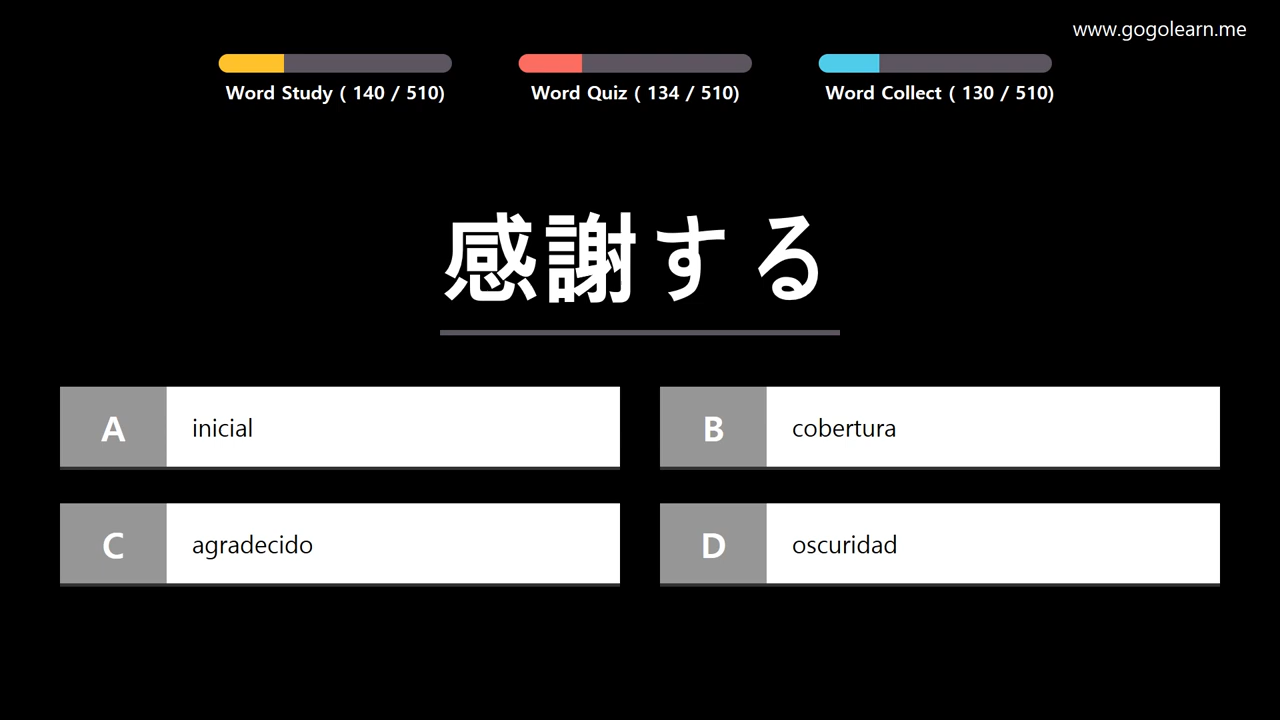 www.gogolearn.me
Word Study ( 140 / 510)
Word Quiz ( 134 / 510)
Word Collect ( 130 / 510)
感謝する
A inicial
B cobertura
C agradecido
D oscuridad